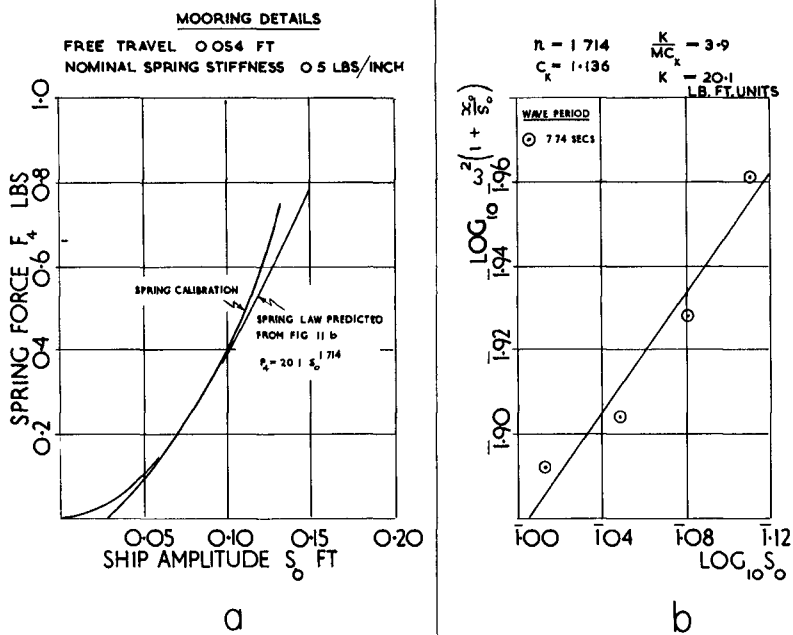 MOORING DETAILS
FREE TRAVEL 0.054 FT
NOMINAL SPRING STIFFNESS 0.5 LBS/INCH
SPRING FORCE F₄ LBS
1.0
0.8
0.6
0.4
0.2
SPRING CALIBRATION
SPRING LAW PREDICTED
FROM FIG 11 b
F₄ = 20.1 S₀^1.714
0.05 0.10 0.15 0.20
SHIP AMPLITUDE S₀ FT
a
n = 1.714
Cₖ = 1.136
K/MCₖ = 3.9
K = 20.1
LB. FT. UNITS
LOG₁₀ ω²(1 + x₀/S₀)
WAVE PERIOD
7.74 SECS
1̄.96
1̄.94
1̄.92
1̄.90
1̄.00 1̄.04 1̄.08 1̄.12
LOG₁₀ S₀
b